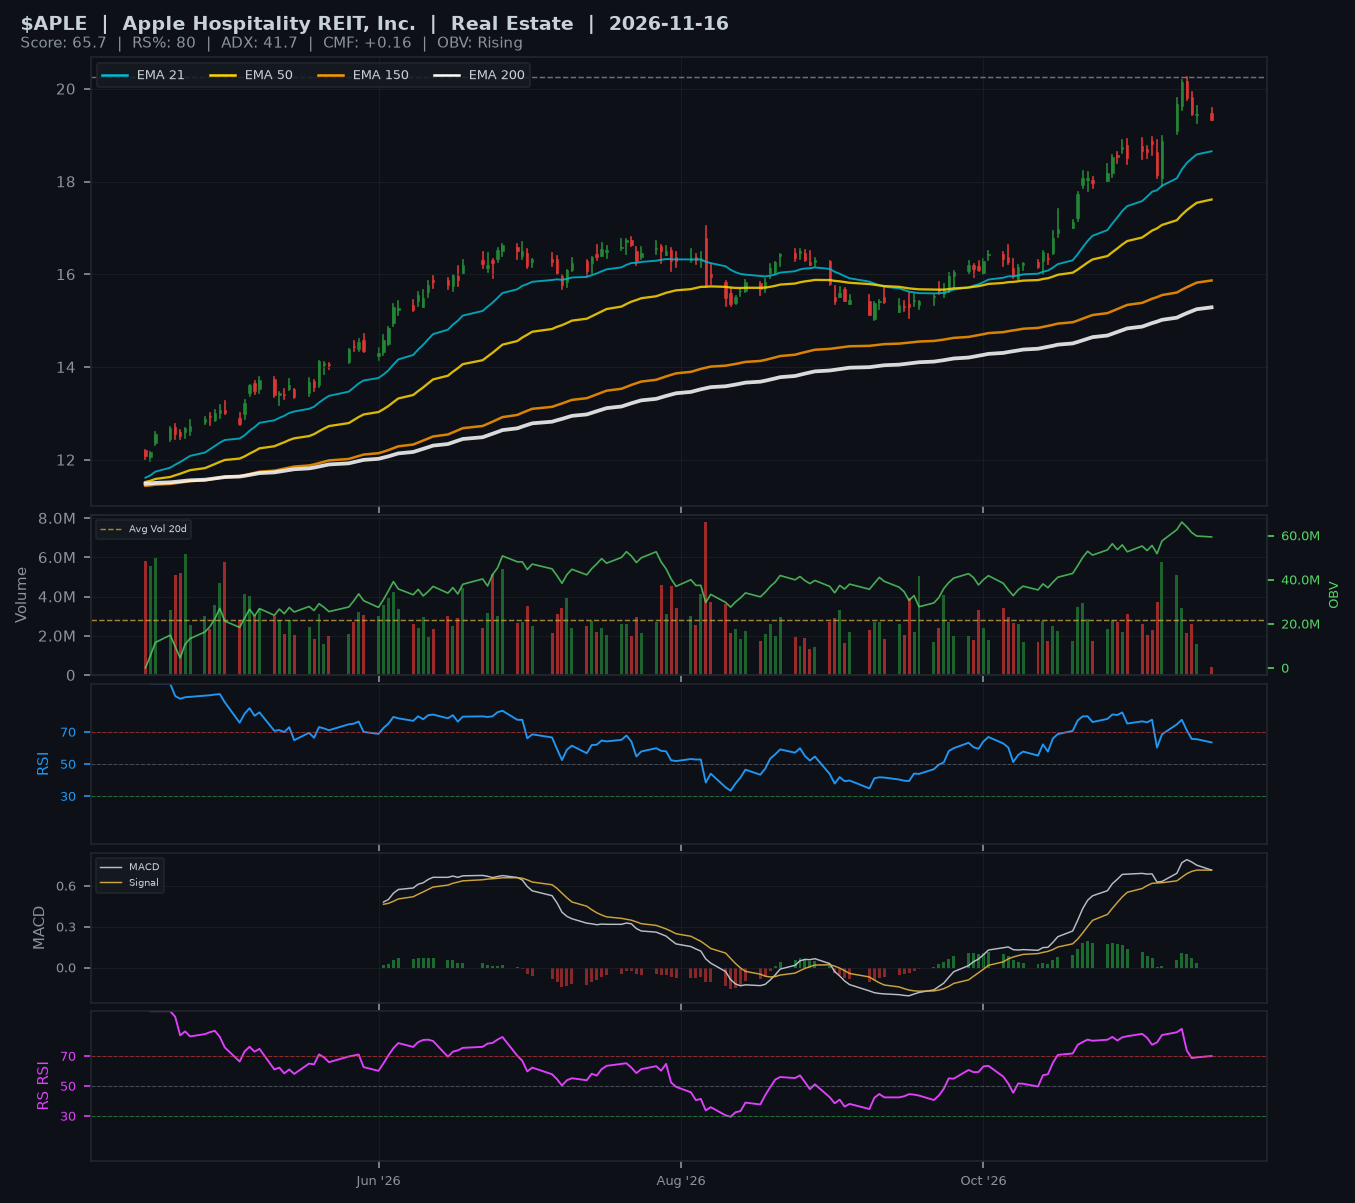 $APLE | Apple Hospitality REIT, Inc. | Real Estate | 2026-11-16
Score: 65.7 | RS%: 80 | ADX: 41.7 | CMF: +0.16 | OBV: Rising
EMA 21 EMA 50 EMA 150 EMA 200
20
18
16
14
12
8.0M
6.0M
4.0M
2.0M
0
Volume
Avg Vol 20d
60.0M
40.0M
20.0M
0
OBV
70
50
30
RSI
MACD
Signal
0.6
0.3
0.0
MACD
70
50
30
RS RSI
Jun '26 Aug '26 Oct '26